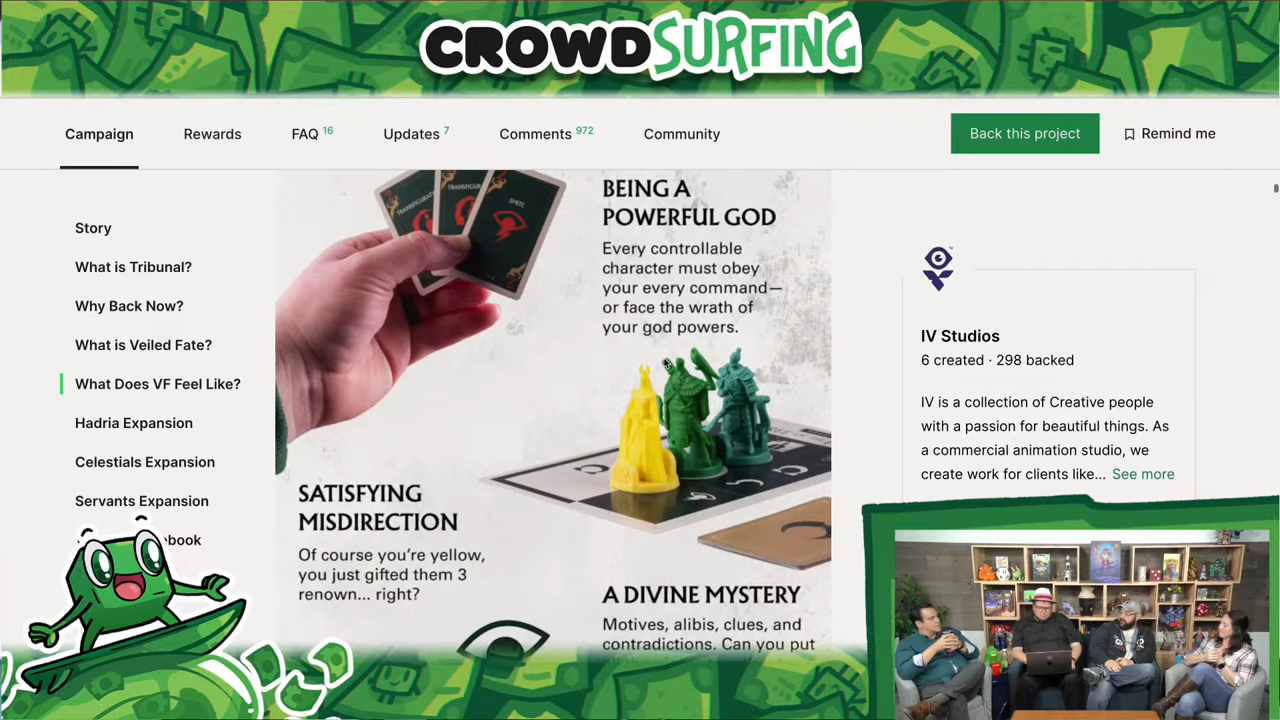 CROWDSURFING
Campaign
Rewards
FAQ 16
Updates 7
Comments 972
Community
Back this project
Remind me
Story
What is Tribunal?
Why Back Now?
What is Veiled Fate?
What Does VF Feel Like?
Hadria Expansion
Celestials Expansion
Servants Expansion
SMITE
BEING A
POWERFUL GOD
Every controllable
character must obey
your every command—
or face the wrath of
your god powers.
SATISFYING
MISDIRECTION
Of course you're yellow,
you just gifted them 3
renown... right?
A DIVINE MYSTERY
Motives, alibis, clues, and
contradictions. Can you put
IV Studios
6 created · 298 backed
IV is a collection of Creative people
with a passion for beautiful things. As
a commercial animation studio, we
create work for clients like... See more